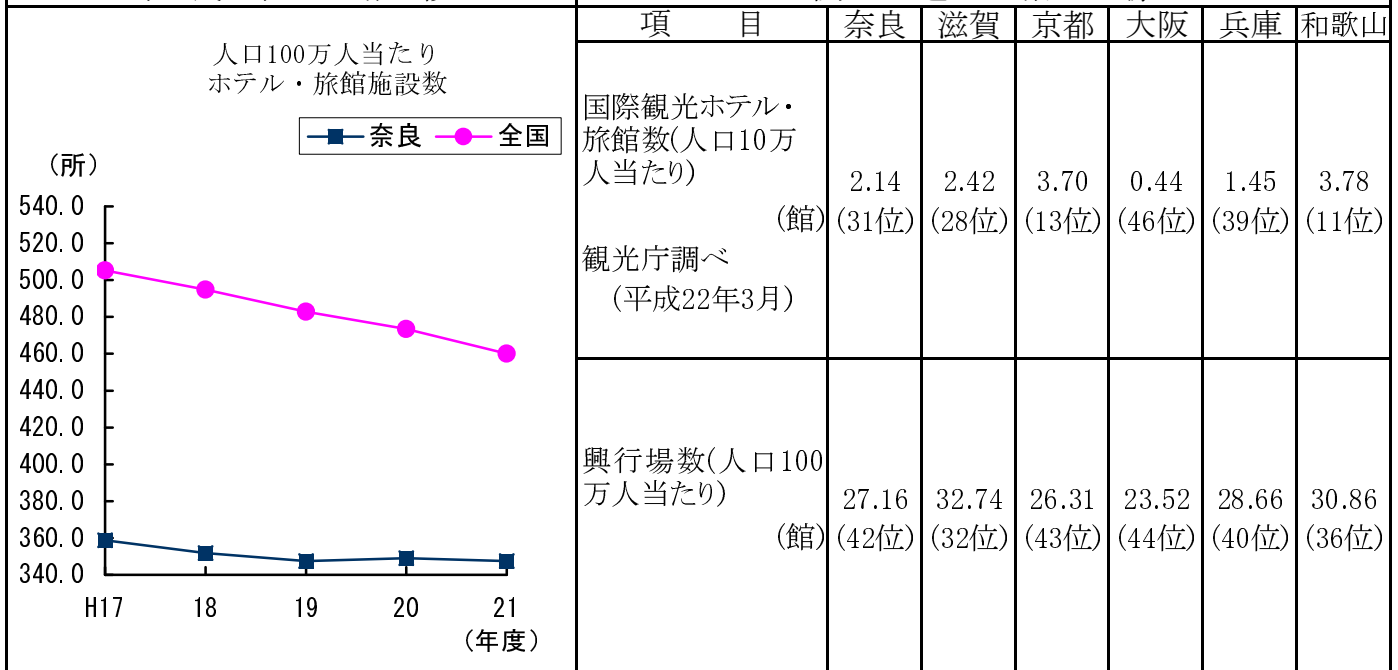 人口100万人当たり
ホテル・旅館施設数
奈良 全国
（所）
540.0
520.0
500.0
480.0
460.0
440.0
420.0
400.0
380.0
360.0
340.0
H17 18 19 20 21
（年度）
項 目 奈良 滋賀 京都 大阪 兵庫 和歌山
国際観光ホテル・
旅館数(人口10万
人当たり)
2.14 2.42 3.70 0.44 1.45 3.78
(館) (31位) (28位) (13位) (46位) (39位) (11位)
観光庁調べ
(平成22年3月)
興行場数(人口100
万人当たり)
27.16 32.74 26.31 23.52 28.66 30.86
(館) (42位) (32位) (43位) (44位) (40位) (36位)